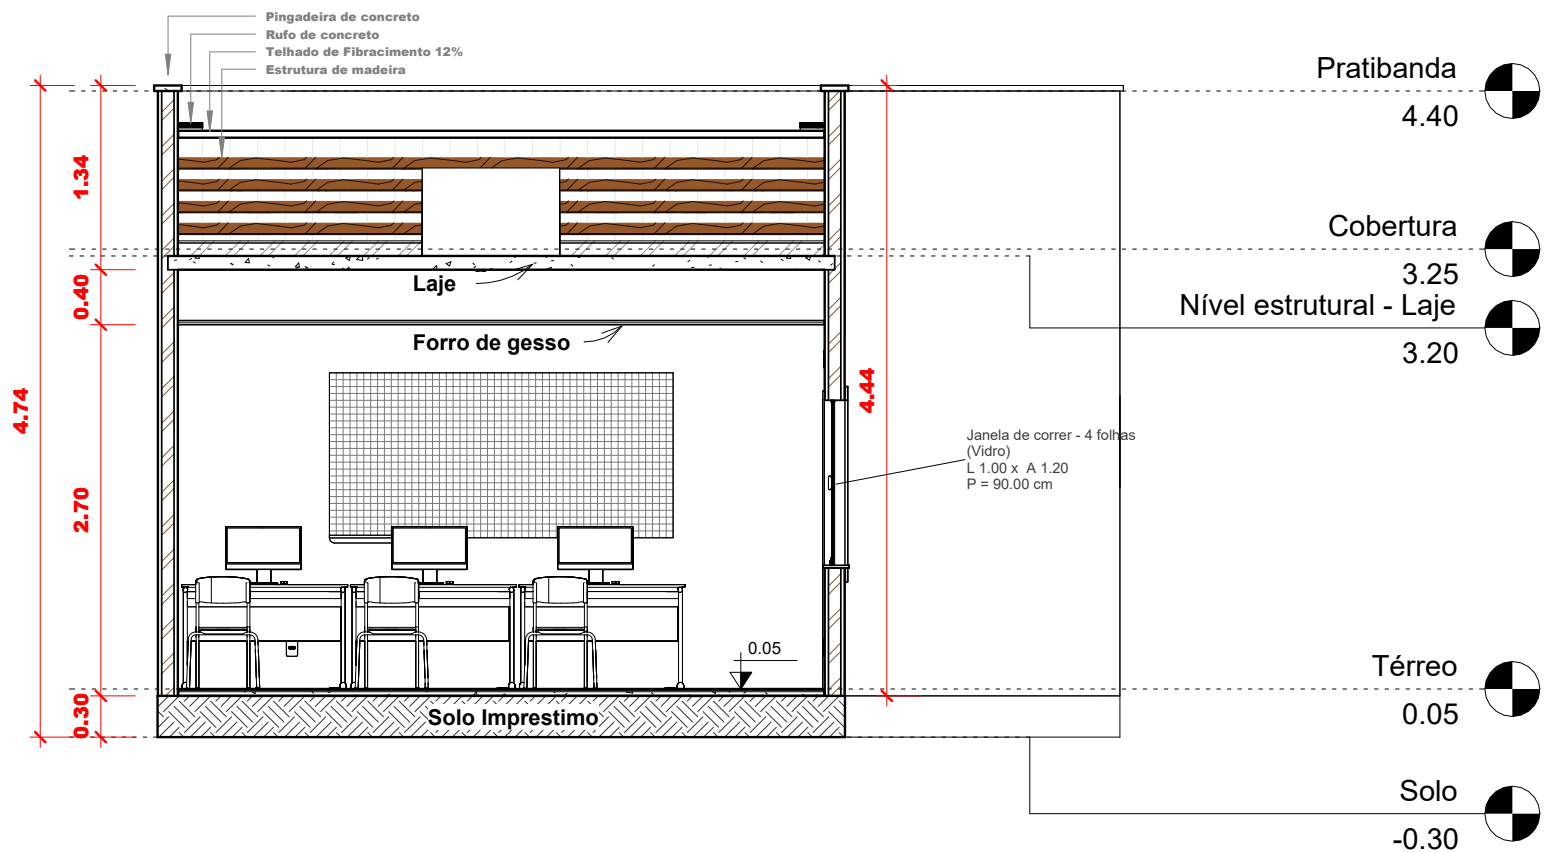 Pingadeira de concreto
Rufo de concreto
Telhado de Fibracimento 12%
Estrutura de madeira
Pratibanda
4.40
1.34
Cobertura
3.25
0.40
Laje
Nível estrutural - Laje
3.20
Forro de gesso
4.74
4.44
2.70
Janela de correr - 4 folhas
(Vidro)
L 1.00 x A 1.20
P = 90.00 cm
0.05
Térreo
0.05
0.30
Solo Imprestimo
Solo
-0.30